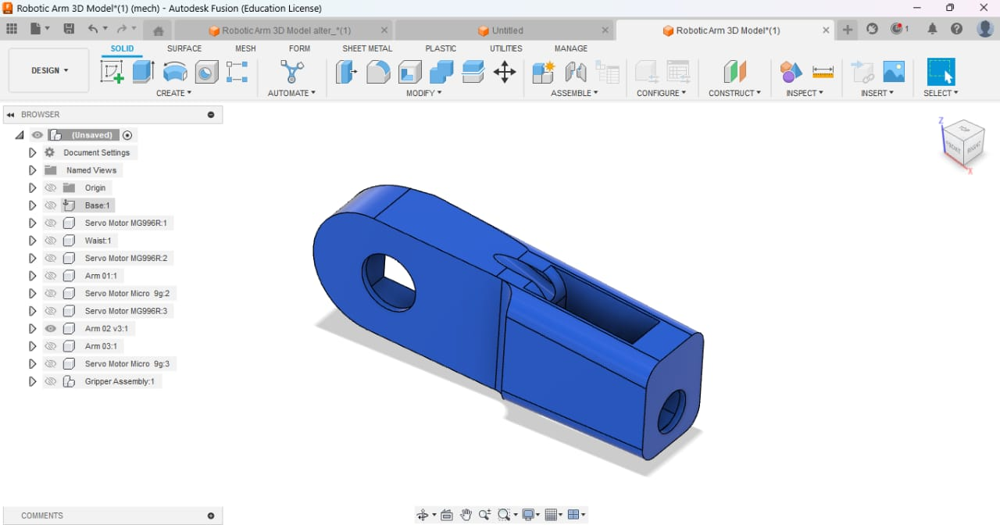 Robotic Arm 3D Model*(1) (mech) - Autodesk Fusion (Education License)
Robotic Arm 3D Model alter_*(1)
Untitled
Robotic Arm 3D Model*(1)
1
SOLID
SURFACE
MESH
FORM
SHEET METAL
PLASTIC
UTILITIES
MANAGE
DESIGN
CREATE
AUTOMATE
MODIFY
ASSEMBLE
CONFIGURE
CONSTRUCT
INSPECT
INSERT
SELECT
BROWSER
(Unsaved)
Document Settings
Named Views
Origin
Base:1
Servo Motor MG996R:1
Waist:1
Servo Motor MG996R:2
Arm 01:1
Servo Motor Micro 9g:2
Servo Motor MG996R:3
Arm 02 v3:1
Arm 03:1
Servo Motor Micro 9g:3
Gripper Assembly:1
Z
TOP
FRONT
RIGHT
X
COMMENTS